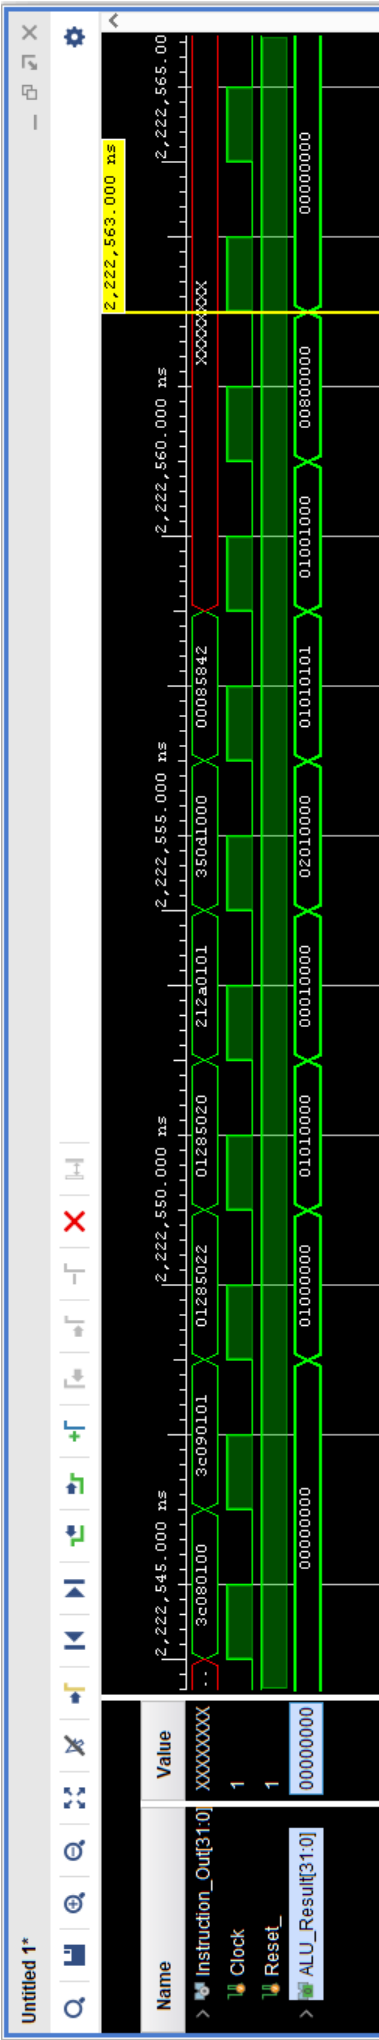 Untitled 1*
Name
Value
2,222,563.000 ns
2,222,545.000 ns
2,222,550.000 ns
2,222,555.000 ns
2,222,560.000 ns
2,222,565.00
Instruction_Out[31:0]
XXXXXXXX
..
3c080100
3c090101
01285022
01285020
212a0101
350d1000
00085842
XXXXXXXX
Clock
1
Reset_
1
ALU_Result[31:0]
00000000
00000000
01000000
01010000
00010000
02010000
01010101
01001000
00800000
00000000